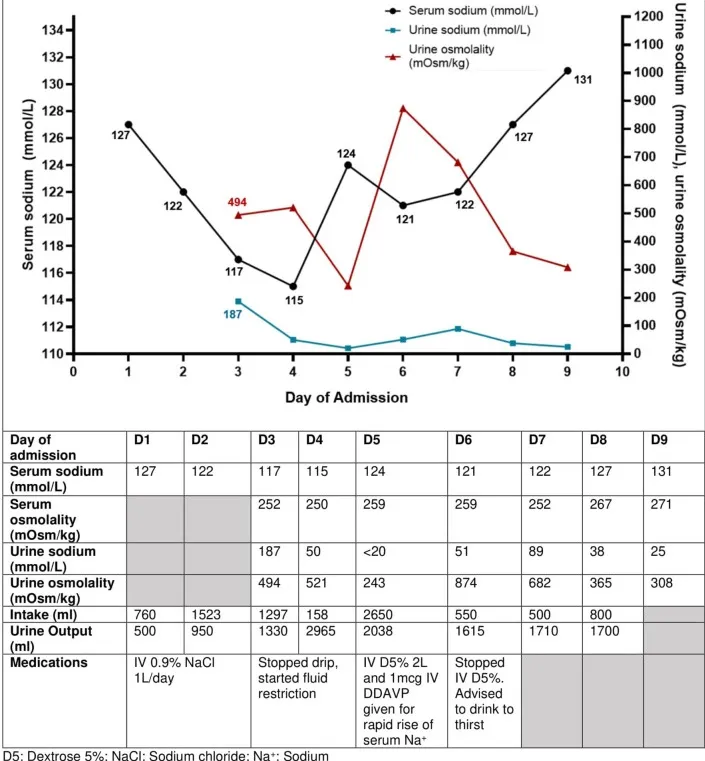 Serum sodium (mmol/L)
Urine sodium (mmol/L)
Urine osmolality
(mOsm/kg)
Serum sodium (mmol/L)
134
132
130
128
126
124
122
120
118
116
114
112
110
127
122
117
115
124
121
122
127
131
494
187
1200
1100
1000
900
800
700
600
500
400
300
200
100
0
Urine sodium (mmol/L), urine osmolality (mOsm/kg)
0 1 2 3 4 5 6 7 8 9 10
Day of Admission
Day of admission D1 D2 D3 D4 D5 D6 D7 D8 D9
Serum sodium (mmol/L) 127 122 117 115 124 121 122 127 131
Serum osmolality (mOsm/kg) 252 250 259 259 252 267 271
Urine sodium (mmol/L) 187 50 <20 51 89 38 25
Urine osmolality (mOsm/kg) 494 521 243 874 682 365 308
Intake (ml) 760 1523 1297 158 2650 550 500 800
Urine Output (ml) 500 950 1330 2965 2038 1615 1710 1700
Medications
IV 0.9% NaCl
1L/day
Stopped drip,
started fluid
restriction
IV D5% 2L
and 1mcg IV
DDAVP
given for
rapid rise of
serum Na⁺
Stopped
IV D5%.
Advised
to drink to
thirst
D5: Dextrose 5%; NaCl: Sodium chloride; Na⁺: Sodium